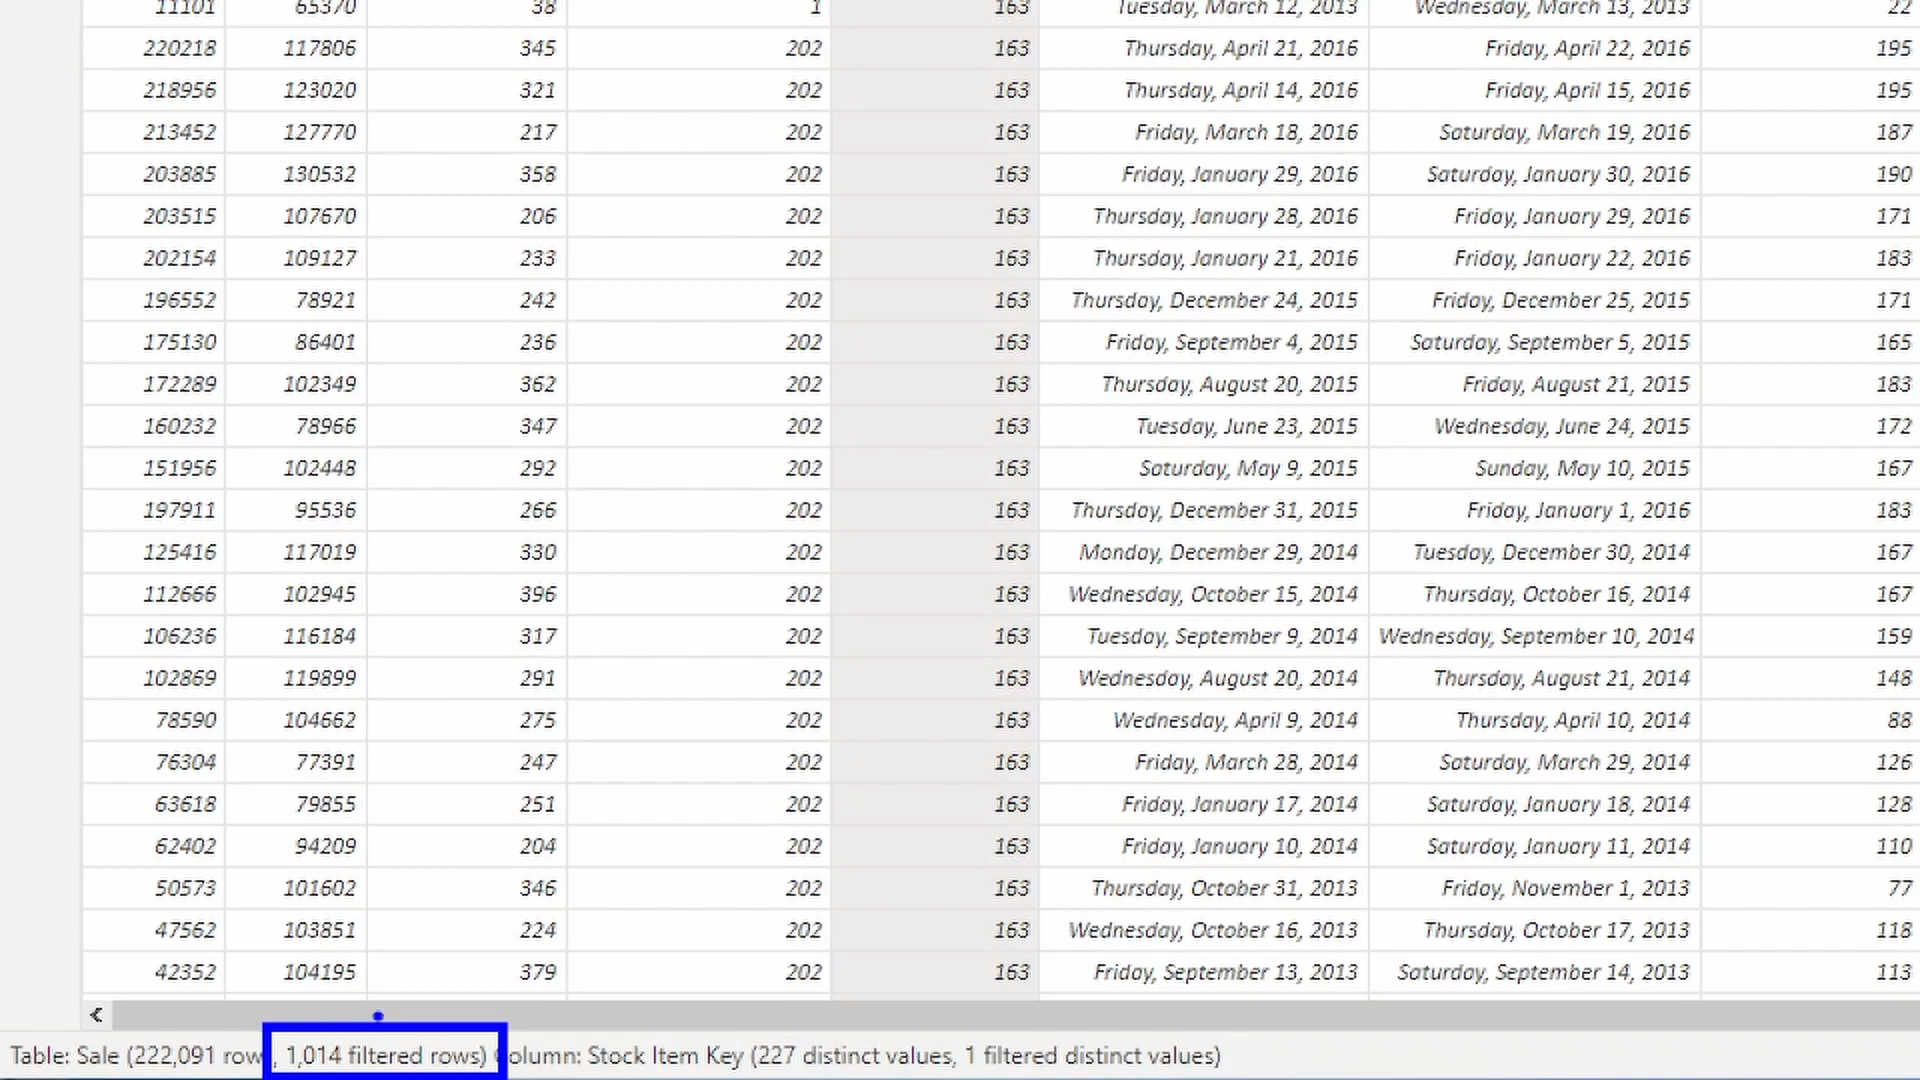 11101 65370 38 1 163 Tuesday, March 12, 2013 Wednesday, March 13, 2013 22
220218 117806 345 202 163 Thursday, April 21, 2016 Friday, April 22, 2016 195
218956 123020 321 202 163 Thursday, April 14, 2016 Friday, April 15, 2016 195
213452 127770 217 202 163 Friday, March 18, 2016 Saturday, March 19, 2016 187
203885 130532 358 202 163 Friday, January 29, 2016 Saturday, January 30, 2016 190
203515 107670 206 202 163 Thursday, January 28, 2016 Friday, January 29, 2016 171
202154 109127 233 202 163 Thursday, January 21, 2016 Friday, January 22, 2016 183
196552 78921 242 202 163 Thursday, December 24, 2015 Friday, December 25, 2015 171
175130 86401 236 202 163 Friday, September 4, 2015 Saturday, September 5, 2015 165
172289 102349 362 202 163 Thursday, August 20, 2015 Friday, August 21, 2015 183
160232 78966 347 202 163 Tuesday, June 23, 2015 Wednesday, June 24, 2015 172
151956 102448 292 202 163 Saturday, May 9, 2015 Sunday, May 10, 2015 167
197911 95536 266 202 163 Thursday, December 31, 2015 Friday, January 1, 2016 183
125416 117019 330 202 163 Monday, December 29, 2014 Tuesday, December 30, 2014 167
112666 102945 396 202 163 Wednesday, October 15, 2014 Thursday, October 16, 2014 167
106236 116184 317 202 163 Tuesday, September 9, 2014 Wednesday, September 10, 2014 159
102869 119899 291 202 163 Wednesday, August 20, 2014 Thursday, August 21, 2014 148
78590 104662 275 202 163 Wednesday, April 9, 2014 Thursday, April 10, 2014 88
76304 77391 247 202 163 Friday, March 28, 2014 Saturday, March 29, 2014 126
63618 79855 251 202 163 Friday, January 17, 2014 Saturday, January 18, 2014 128
62402 94209 204 202 163 Friday, January 10, 2014 Saturday, January 11, 2014 110
50573 101602 346 202 163 Thursday, October 31, 2013 Friday, November 1, 2013 77
47562 103851 224 202 163 Wednesday, October 16, 2013 Thursday, October 17, 2013 118
42352 104195 379 202 163 Friday, September 13, 2013 Saturday, September 14, 2013 113
Table: Sale (222,091 row , 1,014 filtered rows) olumn: Stock Item Key (227 distinct values, 1 filtered distinct values)